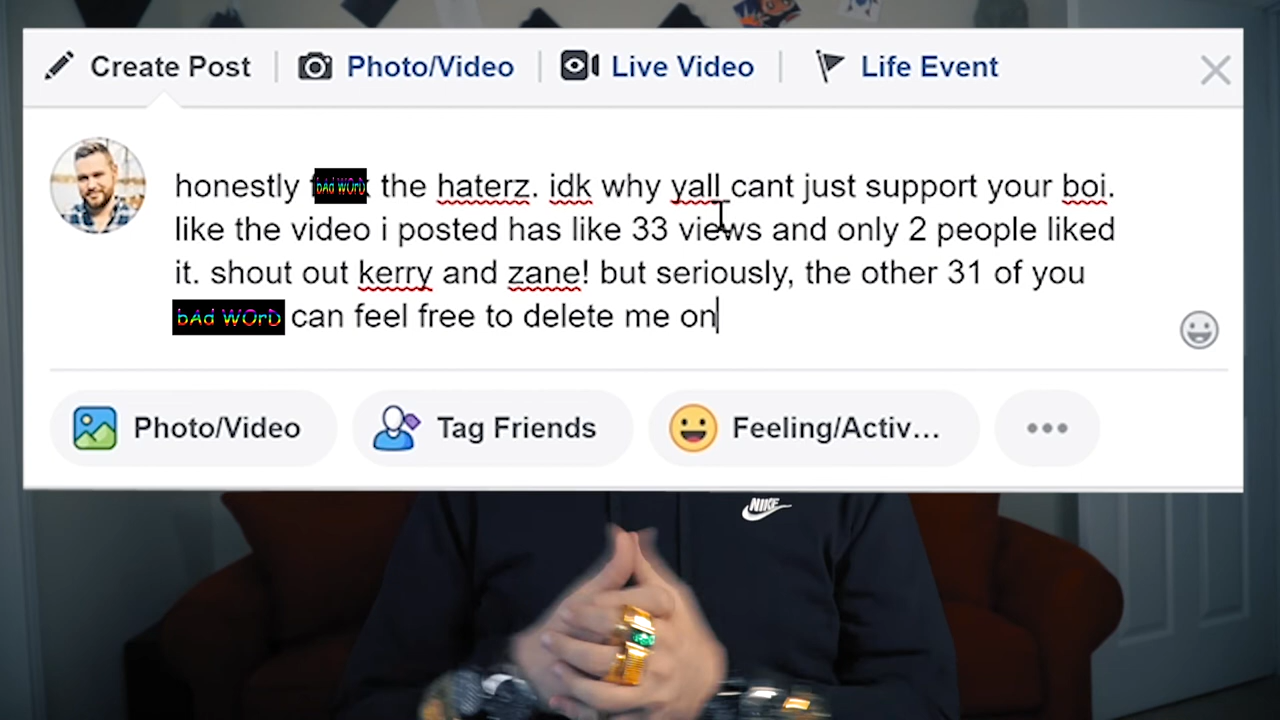 Create Post
Photo/Video
Live Video
Life Event
honestly bAd WOrD the haterz. idk why yall cant just support your boi.
like the video i posted has like 33 views and only 2 people liked
it. shout out kerry and zane! but seriously, the other 31 of you
bAd WOrD can feel free to delete me on
Photo/Video
Tag Friends
Feeling/Activ...
NIKE